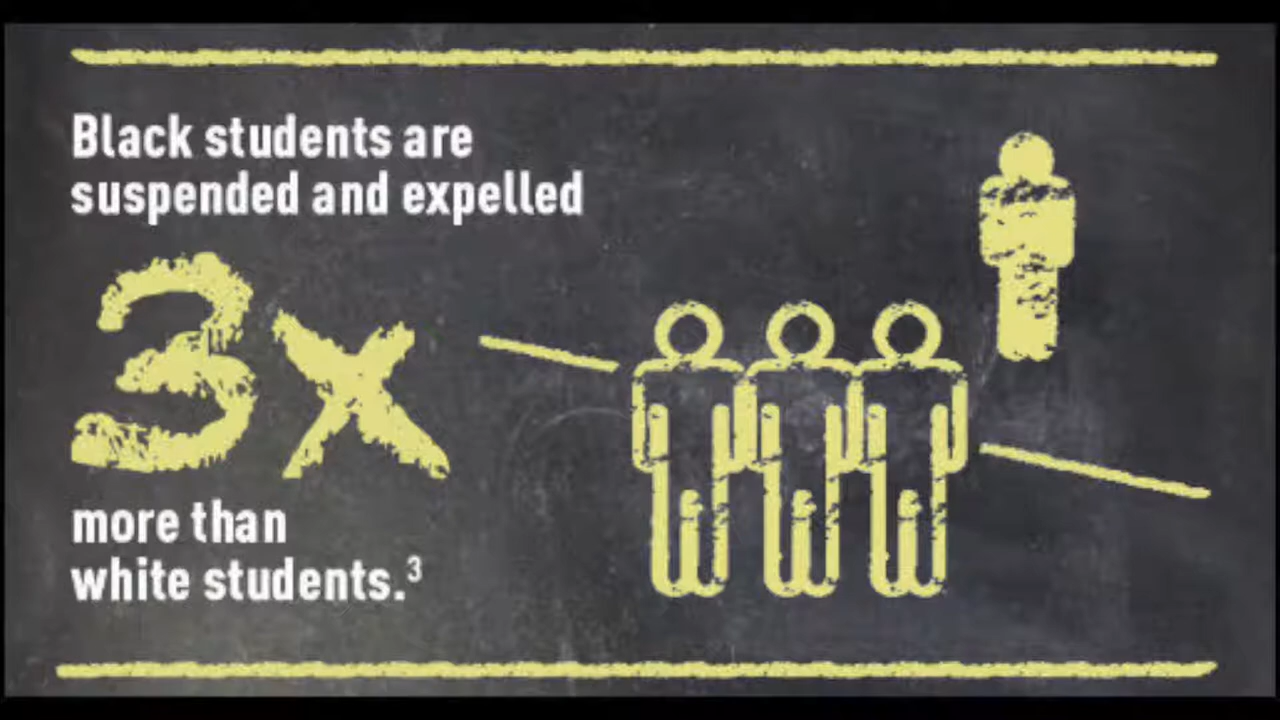 Black students are
suspended and expelled
3x
more than
white students.³